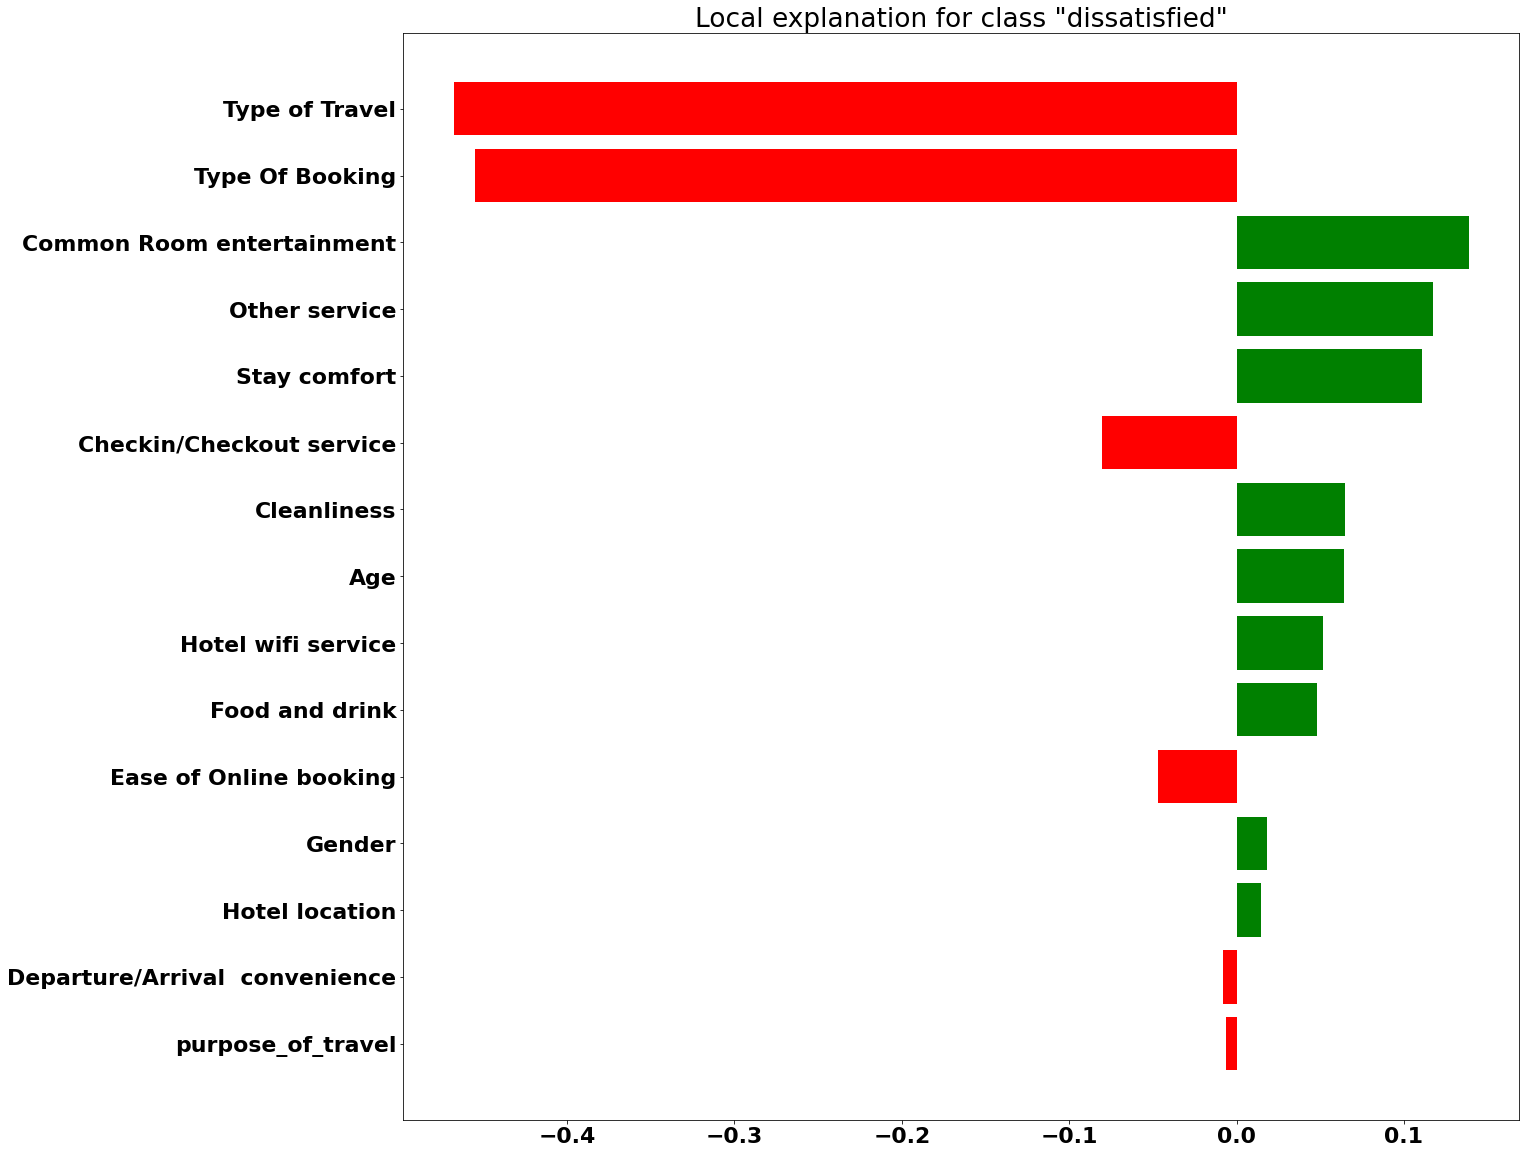 Local explanation for class "dissatisfied"
Type of Travel
Type Of Booking
Common Room entertainment
Other service
Stay comfort
Checkin/Checkout service
Cleanliness
Age
Hotel wifi service
Food and drink
Ease of Online booking
Gender
Hotel location
Departure/Arrival  convenience
purpose_of_travel
−0.4 −0.3 −0.2 −0.1 0.0 0.1